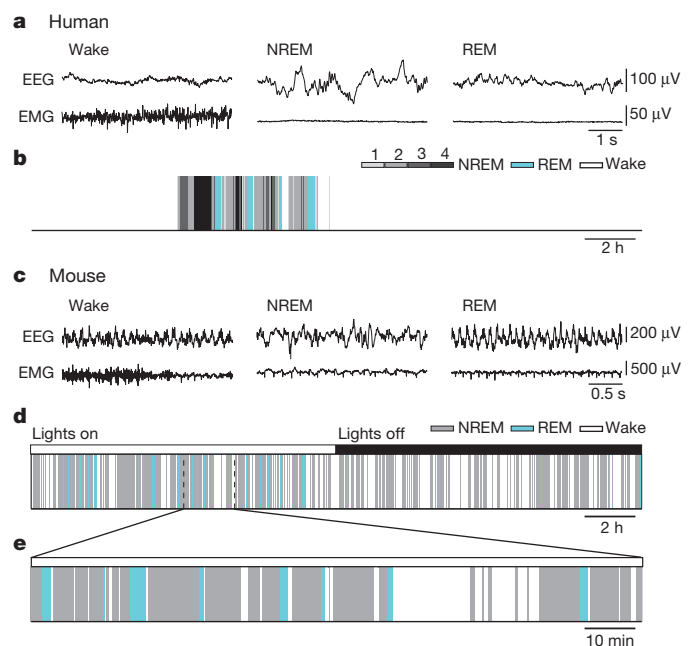 a Human
Wake NREM REM
EEG 100 µV
EMG 50 µV
1 s
b 1 2 3 4 NREM REM Wake
2 h
c Mouse
Wake NREM REM
EEG 200 µV
EMG 500 µV
0.5 s
d NREM REM Wake
Lights on Lights off
2 h
e
10 min